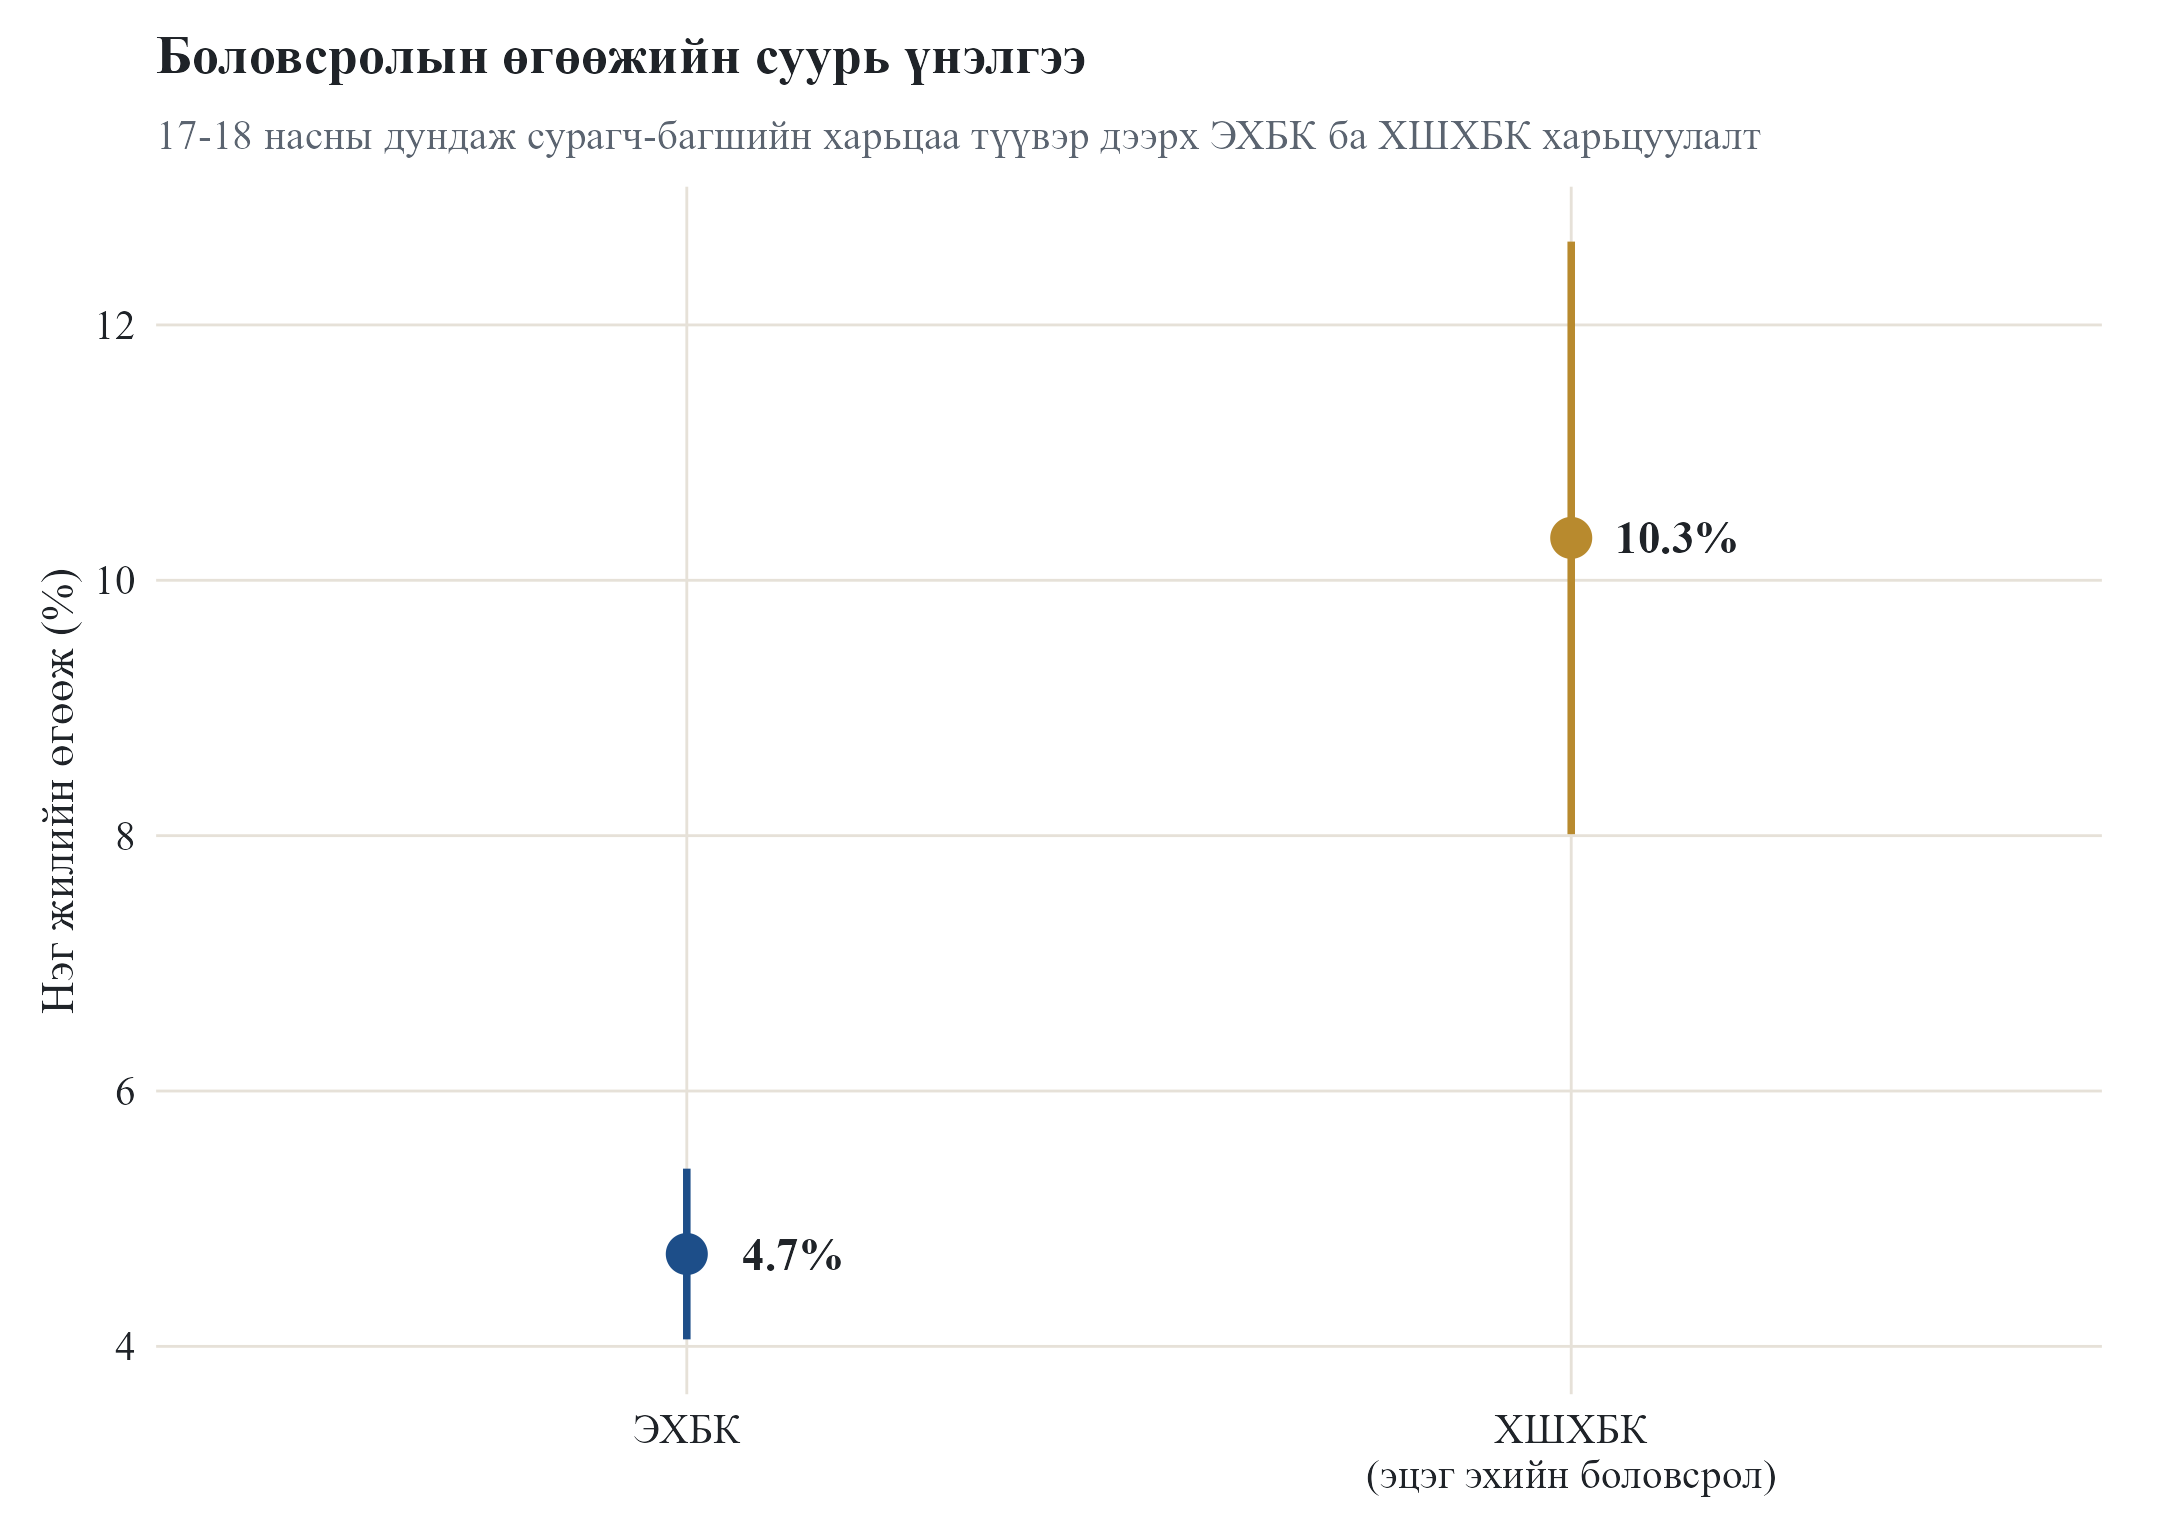 Боловсролын өгөөжийн суурь үнэлгээ
17-18 насны дундаж сурагч-багшийн харьцаа түүвэр дээрх ЭХБК ба ХШХБК харьцуулалт
Нэг жилийн өгөөж (%)
12
10
8
6
4
10.3%
4.7%
ЭХБК
ХШХБК
(эцэг эхийн боловсрол)